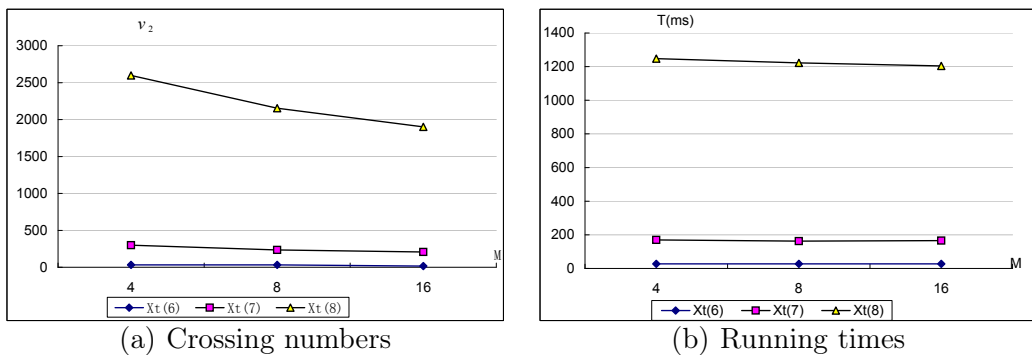 v₂
3000
2500
2000
1500
1000
500
0
4 8 16
M
Xt(6) Xt(7) Xt(8)
(a) Crossing numbers
T(ms)
1400
1200
1000
800
600
400
200
0
4 8 16
M
Xt(6) Xt(7) Xt(8)
(b) Running times